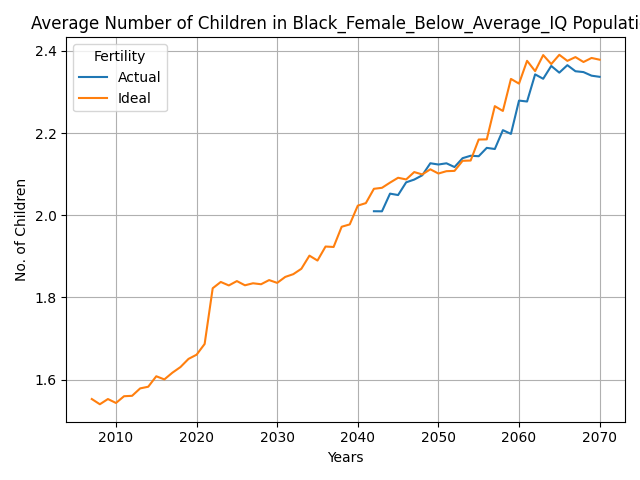 Average Number of Children in Black_Female_Below_Average_IQ Populati
Fertility
Actual
Ideal
No. of Children
2.4
2.2
2.0
1.8
1.6
2010 2020 2030 2040 2050 2060 2070
Years